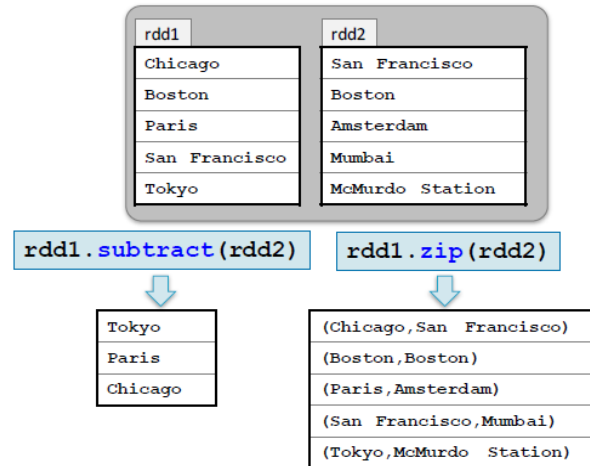 rdd1 rdd2
Chicago San Francisco
Boston Boston
Paris Amsterdam
San Francisco Mumbai
Tokyo McMurdo Station
rdd1.subtract(rdd2) rdd1.zip(rdd2)
Tokyo (Chicago,San Francisco)
Paris (Boston,Boston)
Chicago (Paris,Amsterdam)
(San Francisco,Mumbai)
(Tokyo,McMurdo Station)